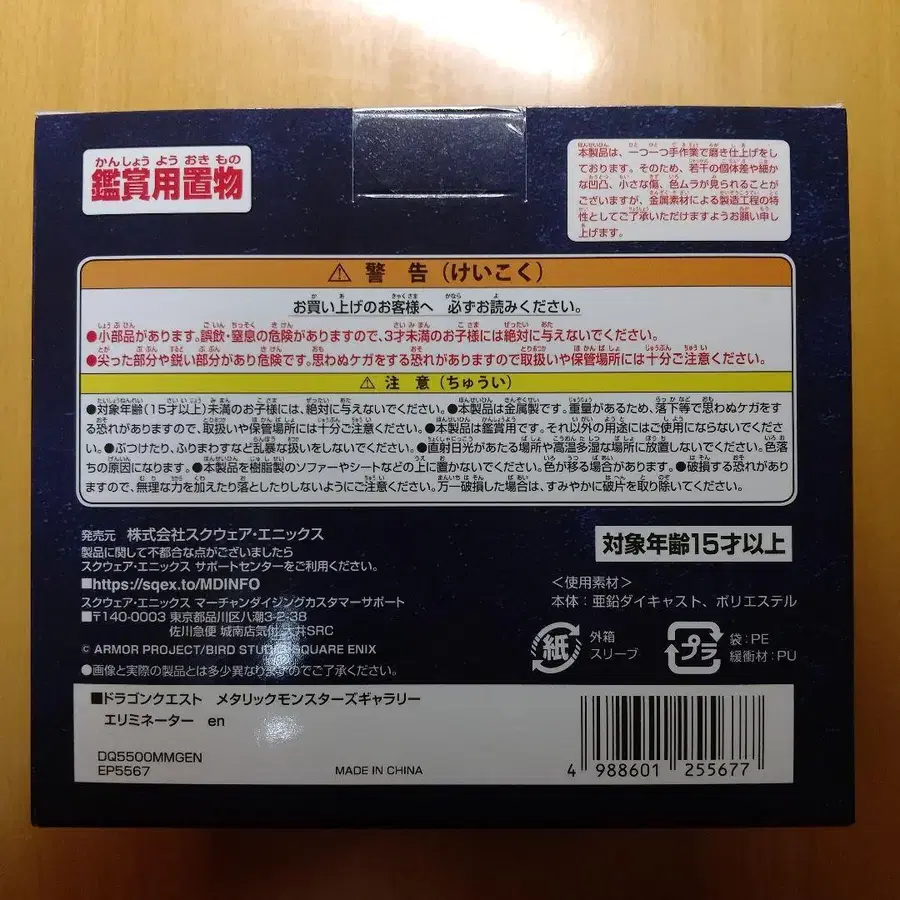 かんしょう よう おき もの
鑑賞用置物
本製品は、一つ一つ手作業で磨き仕上げをし
ております。そのため、若干の個体差や細か
な凹凸、小さな傷、色ムラが見られることが
ございますが、金属素材による製造工程の特
性としてご了承いただけますようお願い申し
上げます。
⚠ 警告(けいこく)
お買い上げのお客様へ 必ずお読みください。
●小部品があります。誤飲・窒息の危険がありますので、3才未満のお子様には絶対に与えないでください。
●尖った部分や鋭い部分があり危険です。思わぬケガをする恐れがありますので取扱いや保管場所には十分ご注意ください。
⚠ 注意(ちゅうい)
●対象年齢(15才以上)未満のお子様には、絶対に与えないでください。●本製品は金属製です。重量があるため、落下等で思わぬケガをす
る恐れがありますので、取扱いや保管場所には十分ご注意ください。●本製品は鑑賞用です。それ以外の用途にはご使用にならないでくださ
い。●ぶつけたり、ふりまわすなど乱暴な扱いをしないでください。●直射日光があたる場所や高温多湿な場所に放置しないでください。色落
ちの原因になります。●本製品を樹脂製のソファーやシートなどの上に置かないでください。色が移る場合があります。●破損する恐れがあり
ますので、無理な力を加えたり落としたりしないようにご注意ください。万一破損した場合は、すみやかに破片を取り除いてください。
発売元 株式会社スクウェア・エニックス
製品に関して不都合な点がございましたら
スクウェア・エニックス サポートセンターをご利用ください。
■https://sqex.to/MDINFO
スクウェア・エニックス マーチャンダイジングカスタマーサポート
■〒140-0003 東京都品川区八潮3-2-38
佐川急便 城南店気付 大井SRC
© ARMOR PROJECT/BIRD STUDIO/SQUARE ENIX
●画像と実際の製品とは多少異なりますのでご了承ください。
対象年齢15才以上
<使用素材>
本体:亜鉛ダイキャスト、ポリエステル
紙
外箱
スリーブ
プラ
袋:PE
緩衝材:PU
■ドラゴンクエスト メタリックモンスターズギャラリー
エリミネーター en
DQ5500MMGEN
EP5567
MADE IN CHINA
4 988601 255677